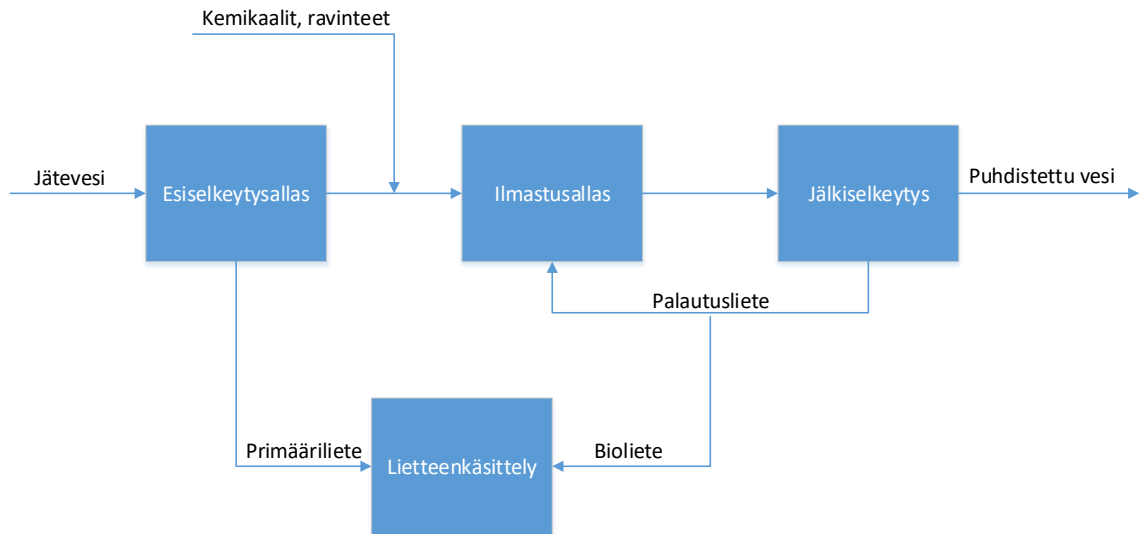 Kemikaalit, ravinteet
Jätevesi
Esiselkeytysallas
Ilmastusallas
Jälkiselkeytys
Puhdistettu vesi
Palautusliete
Primääriliete
Lietteenkäsittely
Bioliete